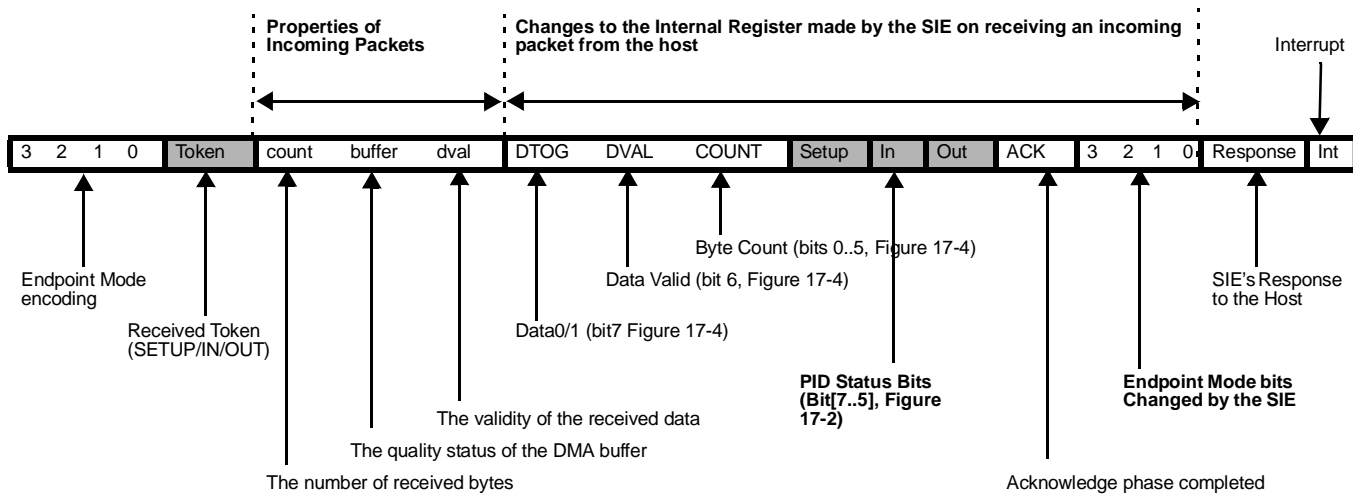 Properties of
Incoming Packets
Changes to the Internal Register made by the SIE on receiving an incoming
packet from the host
Interrupt
3 2 1 0 Token count buffer dval DTOG DVAL COUNT Setup In Out ACK 3 2 1 0 Response Int
Byte Count (bits 0..5, Figure 17-4)
Endpoint Mode
encoding
Data Valid (bit 6, Figure 17-4)
SIE's Response
to the Host
Received Token
(SETUP/IN/OUT)
Data0/1 (bit7 Figure 17-4)
PID Status Bits
(Bit[7..5], Figure
17-2)
Endpoint Mode bits
Changed by the SIE
The validity of the received data
The quality status of the DMA buffer
The number of received bytes
Acknowledge phase completed